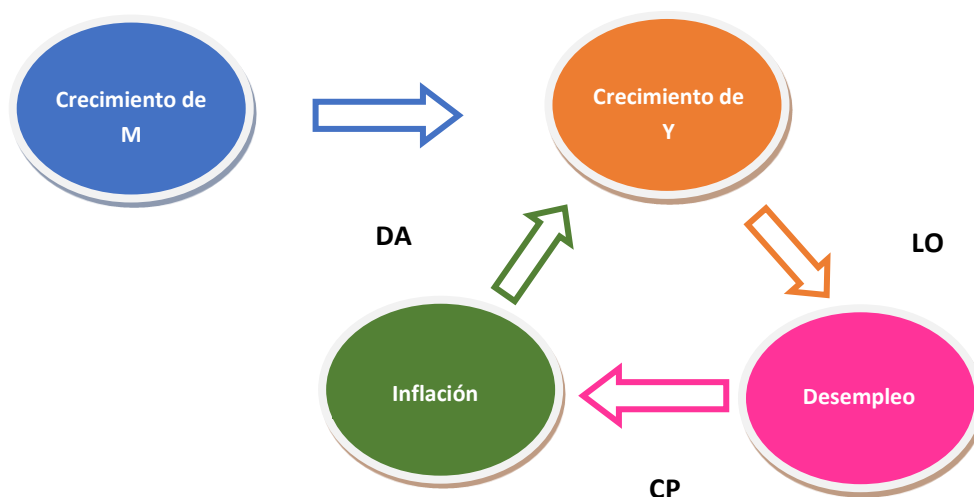 Crecimiento de
M
Crecimiento de
Y
DA
LO
Inflación
Desempleo
CP